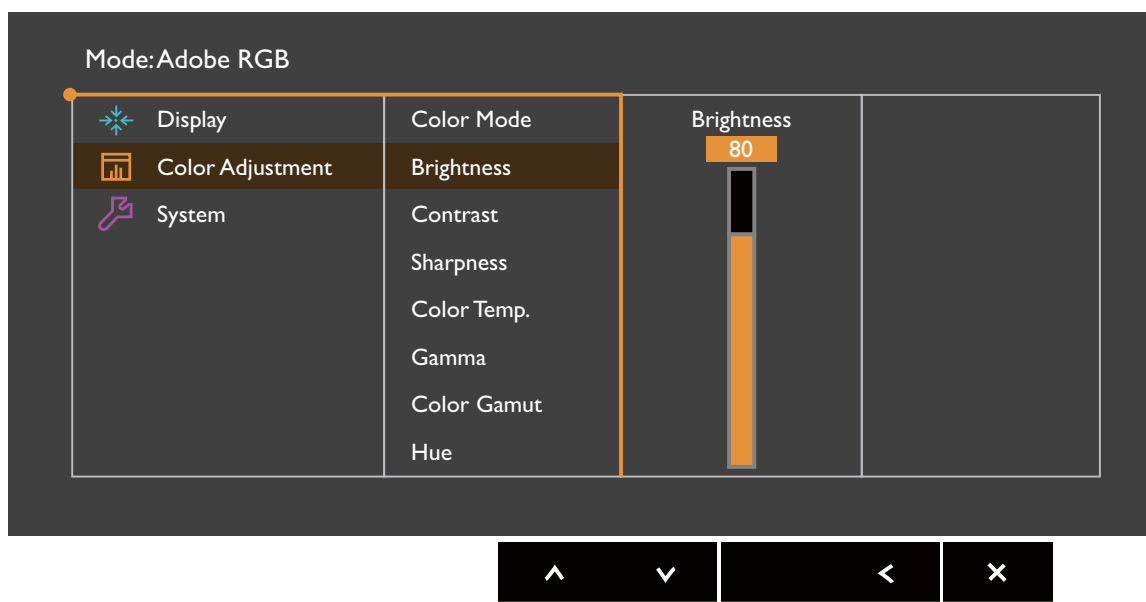 Mode: Adobe RGB
Display
Color Adjustment
System
Color Mode
Brightness
Contrast
Sharpness
Color Temp.
Gamma
Color Gamut
Hue
Brightness
80